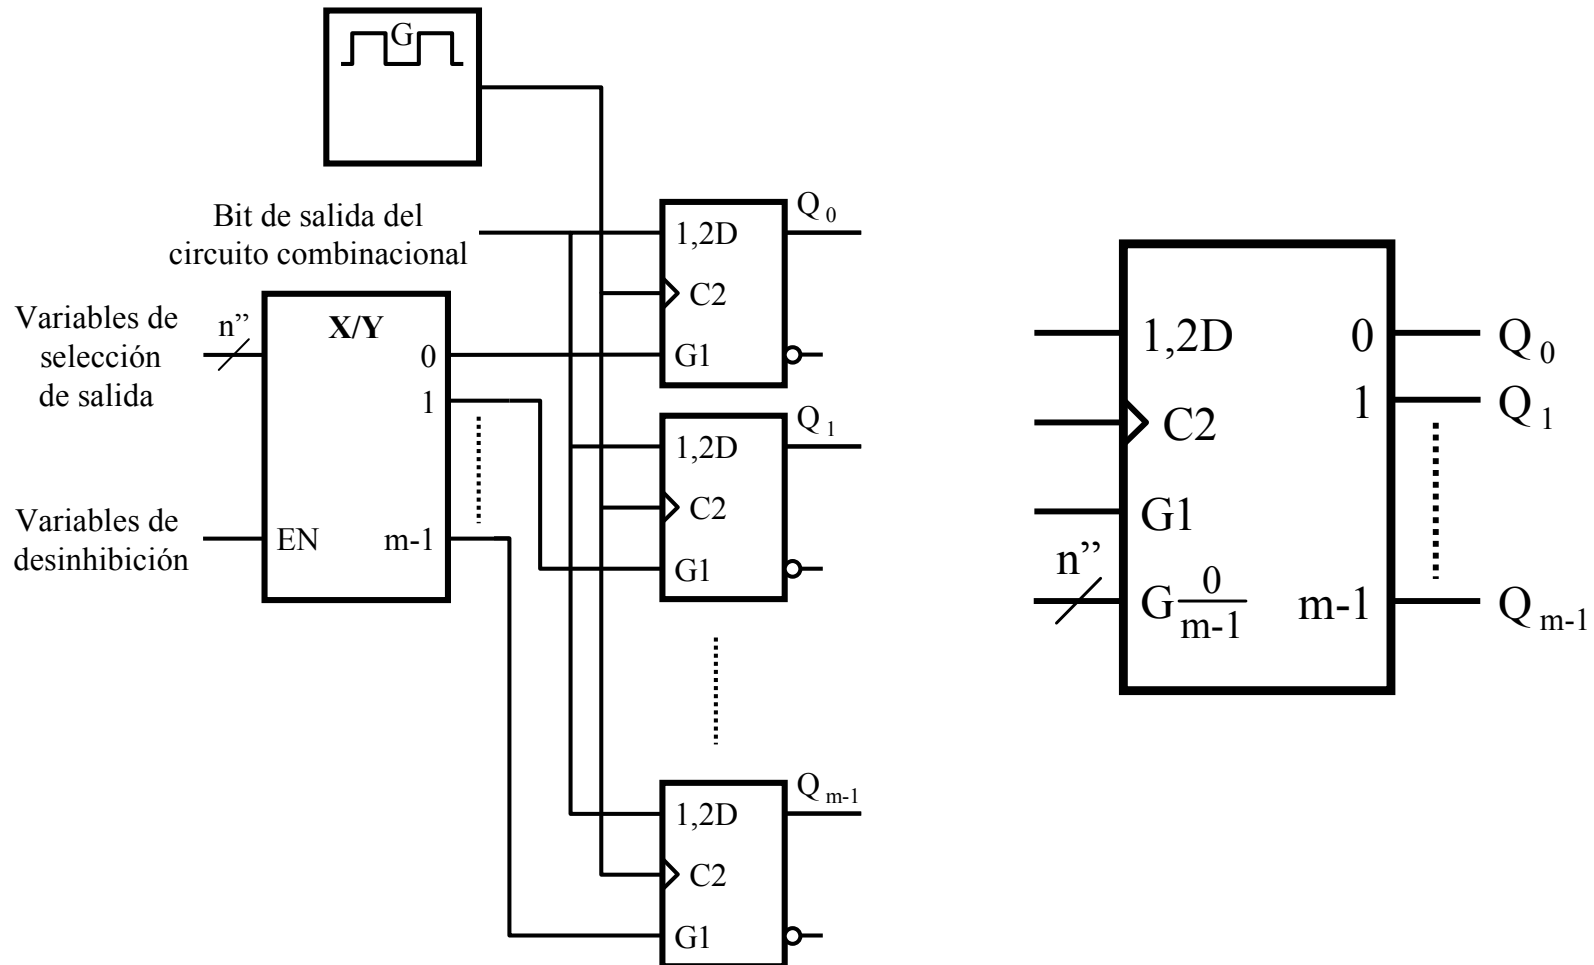 G
Bit de salida del
circuito combinacional
Variables de
selección
de salida
n”
X/Y
0
1
Variables de
desinhibición
EN
m-1
Q 0
1,2D
C2
G1
Q 1
1,2D
C2
G1
Q m-1
1,2D
C2
G1
1,2D
C2
G1
n”
G 0
m-1
0
1
m-1
Q 0
Q 1
Q m-1